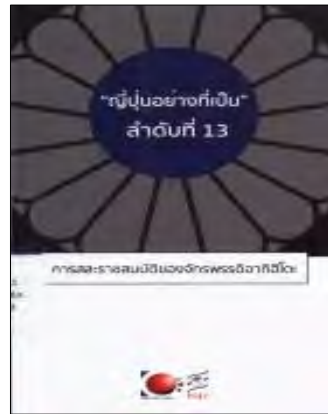 "ญี่ปุ่นอย่างที่เป็น"
ลำดับที่ 13
การสละราชสมบัติของจักรพรรดิอากิฮิโตะ